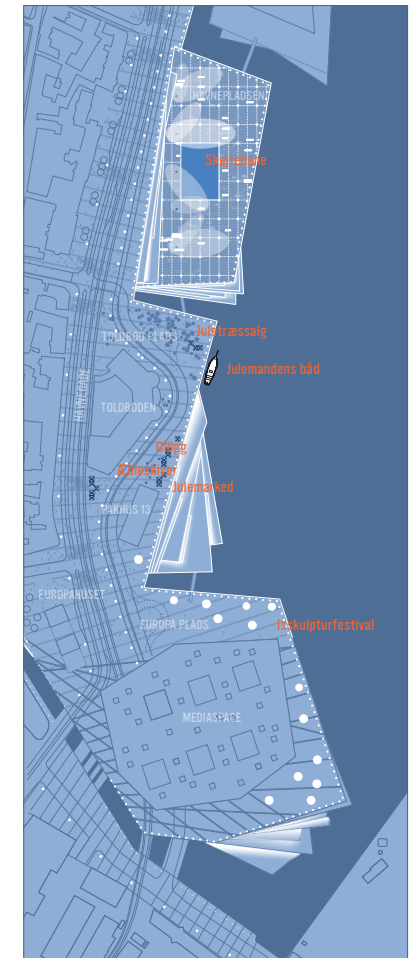 HAVNEPLADSEN
Skøjtebane
Juletræssalg
TOLDBOD PLADS
Julemandens båd
HAVNEGADE
TOLDBODEN
Gløgg
Æbleskiver
Julemarked
PAKHUS 13
EUROPAHUSET
EUROPA PLADS
Isskulpturfestival
MEDIASPACE